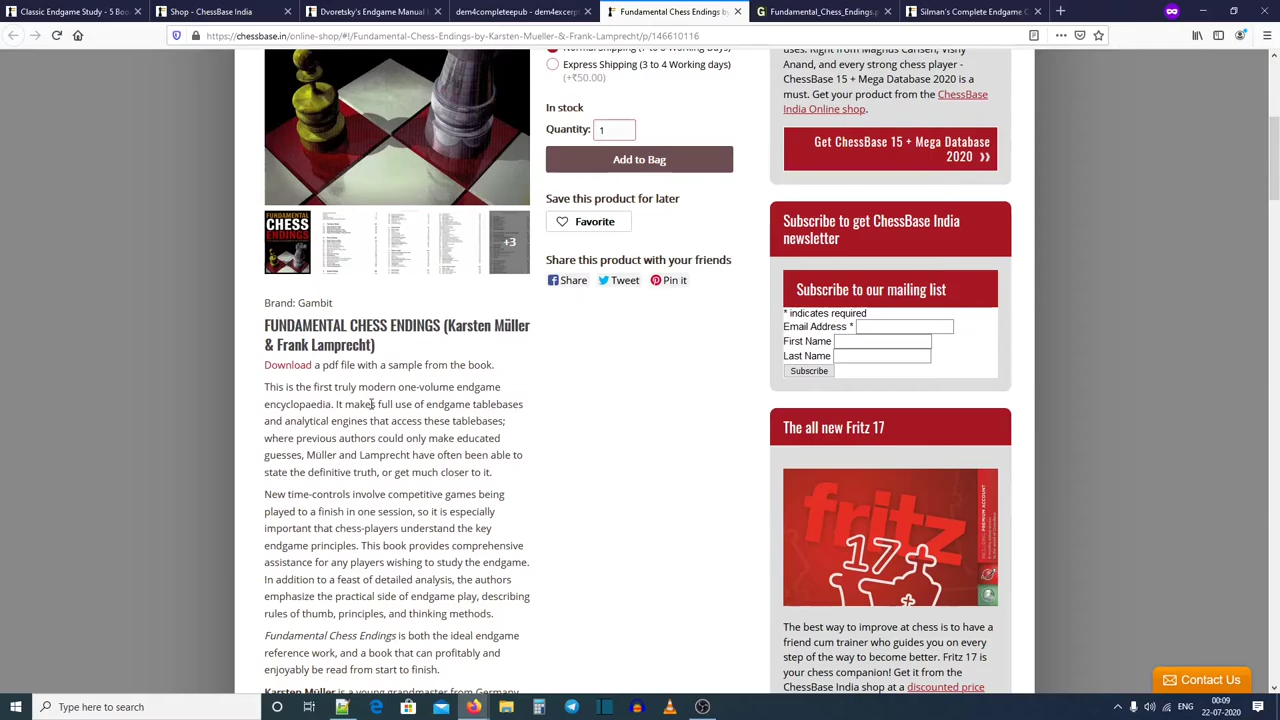 Classic Endgame Study - 5 Boo
Shop - ChessBase India
Dvoretsky's Endgame Manual
dem4completeepub - dem4excerp
Fundamental Chess Endings by
Fundamental_Chess_Endings.p
Silman's Complete Endgame C
https://chessbase.in/online-shop/#!/Fundamental-Chess-Endings-by-Karsten-Mueller-&-Frank-Lamprecht/p/146610116
Normal Shipping (7 to 8 Working Days)
Express Shipping (3 to 4 Working days)
(+₹50.00)
In stock
Quantity: 1
Add to Bag
Save this product for later
Favorite
Share this product with your friends
Share Tweet Pin it
FUNDAMENTAL
CHESS
ENDINGS
+3
Brand: Gambit
FUNDAMENTAL CHESS ENDINGS (Karsten Müller
& Frank Lamprecht)
Download a pdf file with a sample from the book.
This is the first truly modern one-volume endgame
encyclopaedia. It makes full use of endgame tablebases
and analytical engines that access these tablebases;
where previous authors could only make educated
guesses, Müller and Lamprecht have often been able to
state the definitive truth, or get much closer to it.
New time-controls involve competitive games being
played to a finish in one session, so it is especially
important that chess-players understand the key
endgame principles. This book provides comprehensive
assistance for any players wishing to study the endgame.
In addition to a feast of detailed analysis, the authors
emphasize the practical side of endgame play, describing
rules of thumb, principles, and thinking methods.
Fundamental Chess Endings is both the ideal endgame
reference work, and a book that can profitably and
enjoyably be read from start to finish.
Karsten Müller is a young grandmaster from Germany
uses. Right from Magnus Carlsen, Vishy
Anand, and every strong chess player -
ChessBase 15 + Mega Database 2020 is a
must. Get your product from the ChessBase
India Online shop.
Get ChessBase 15 + Mega Database
2020 »
Subscribe to get ChessBase India
newsletter
Subscribe to our mailing list
* indicates required
Email Address *
First Name
Last Name
Subscribe
The all new Fritz 17
fritz
17
The best way to improve at chess is to have a
friend cum trainer who guides you on every
step of the way to become better. Fritz 17 is
your chess companion! Get it from the
ChessBase India shop at a discounted price
Contact Us
Type here to search
ENG
00:09
22-07-2020